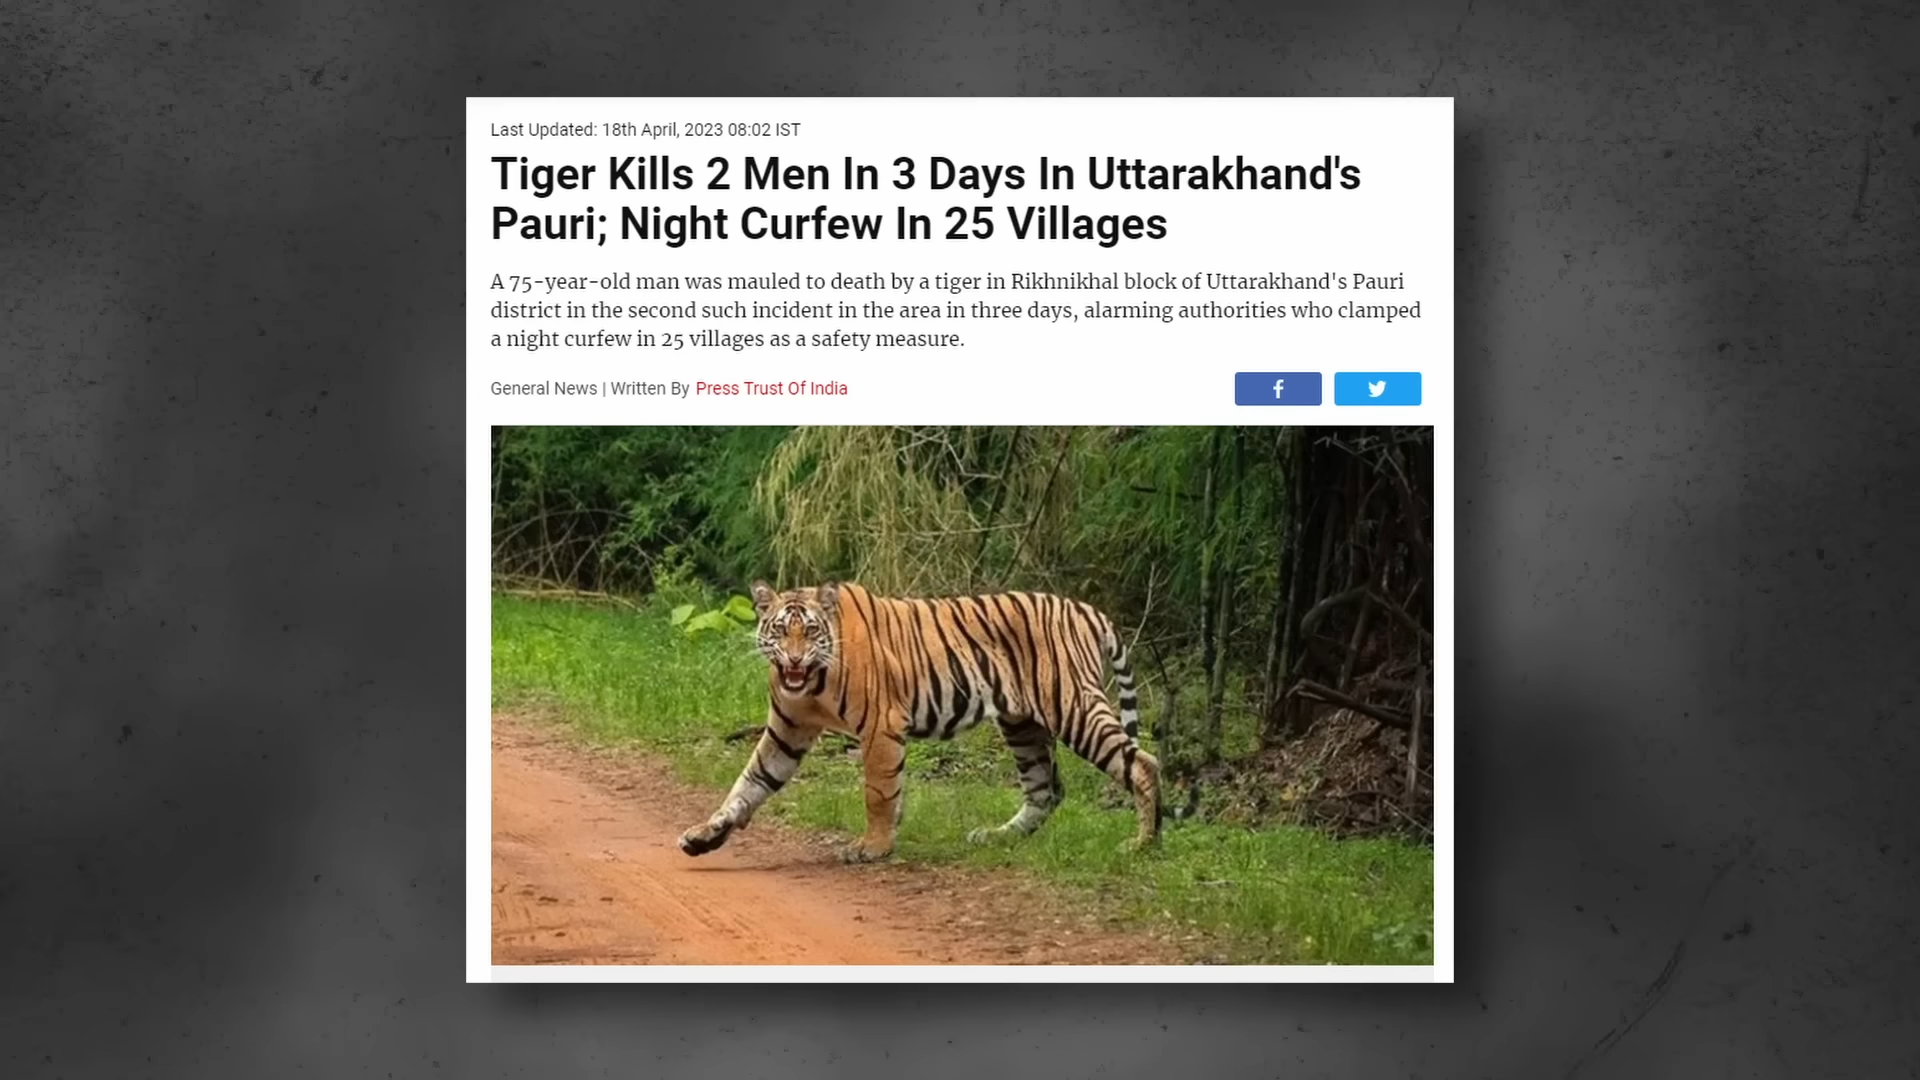 Last Updated: 18th April, 2023 08:02 IST
Tiger Kills 2 Men In 3 Days In Uttarakhand's
Pauri; Night Curfew In 25 Villages
A 75-year-old man was mauled to death by a tiger in Rikhnikhal block of Uttarakhand's Pauri
district in the second such incident in the area in three days, alarming authorities who clamped
a night curfew in 25 villages as a safety measure.
General News | Written By Press Trust Of India